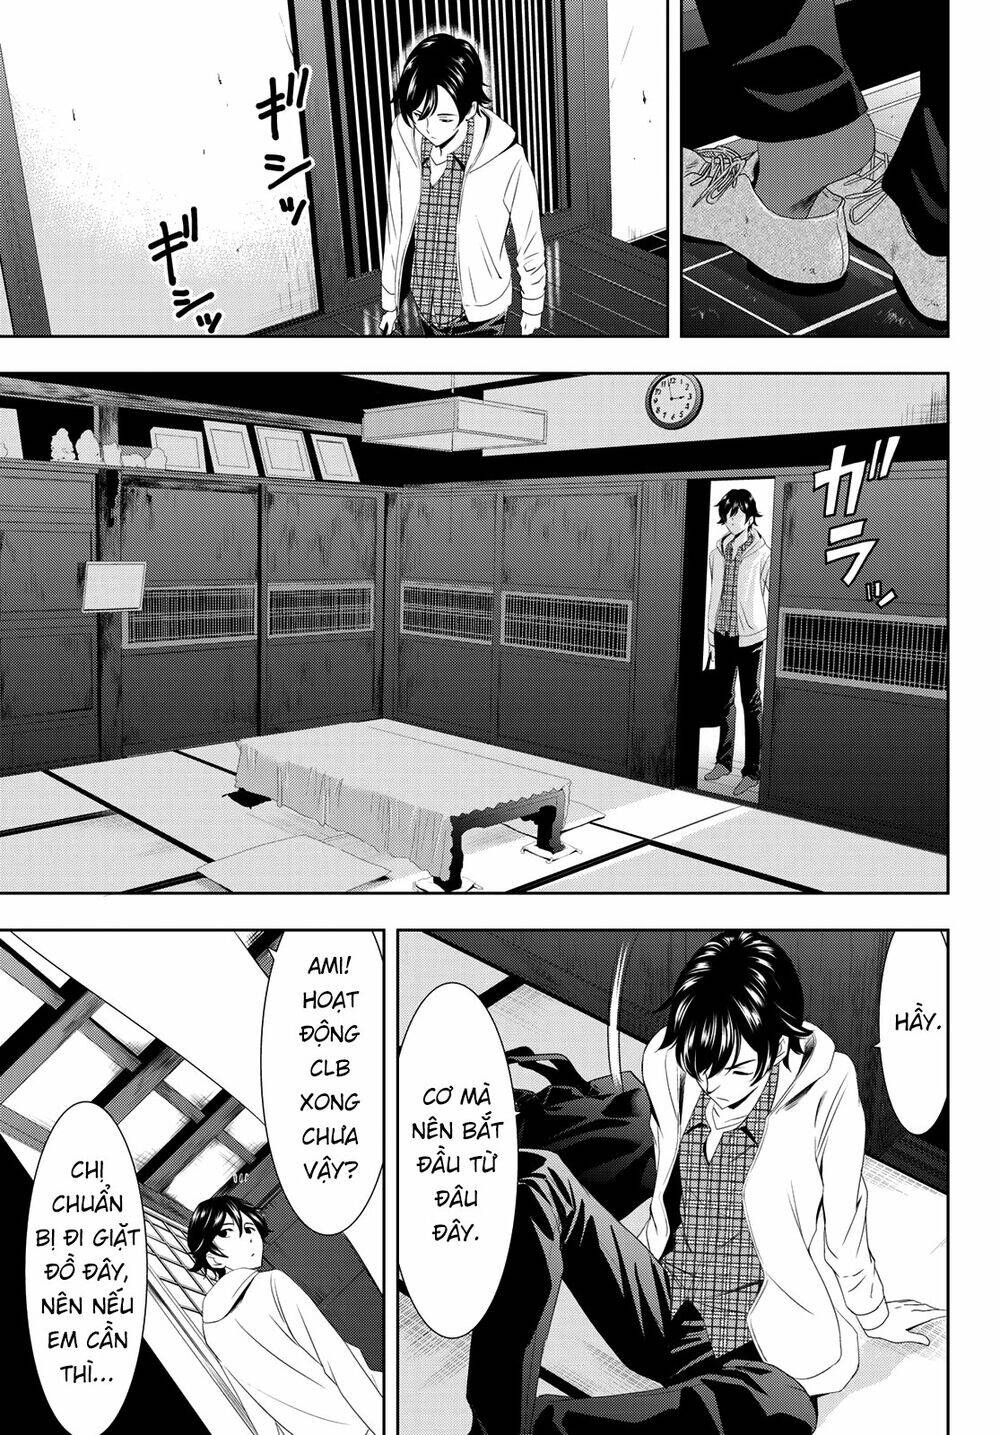 ギシッ
ギシッ
ガラッ
HẦY.
CƠ MÀ
NÊN BẮT
ĐẦU TỪ
ĐÂU
ĐÂY.
AMI!
HOẠT
ĐỘNG
CLB
XONG
CHƯA
VẬY?
CHỊ
CHUẨN
BỊ ĐI GIẶT
ĐỒ ĐÂY,
NÊN NẾU
EM CẦN
THÌ...